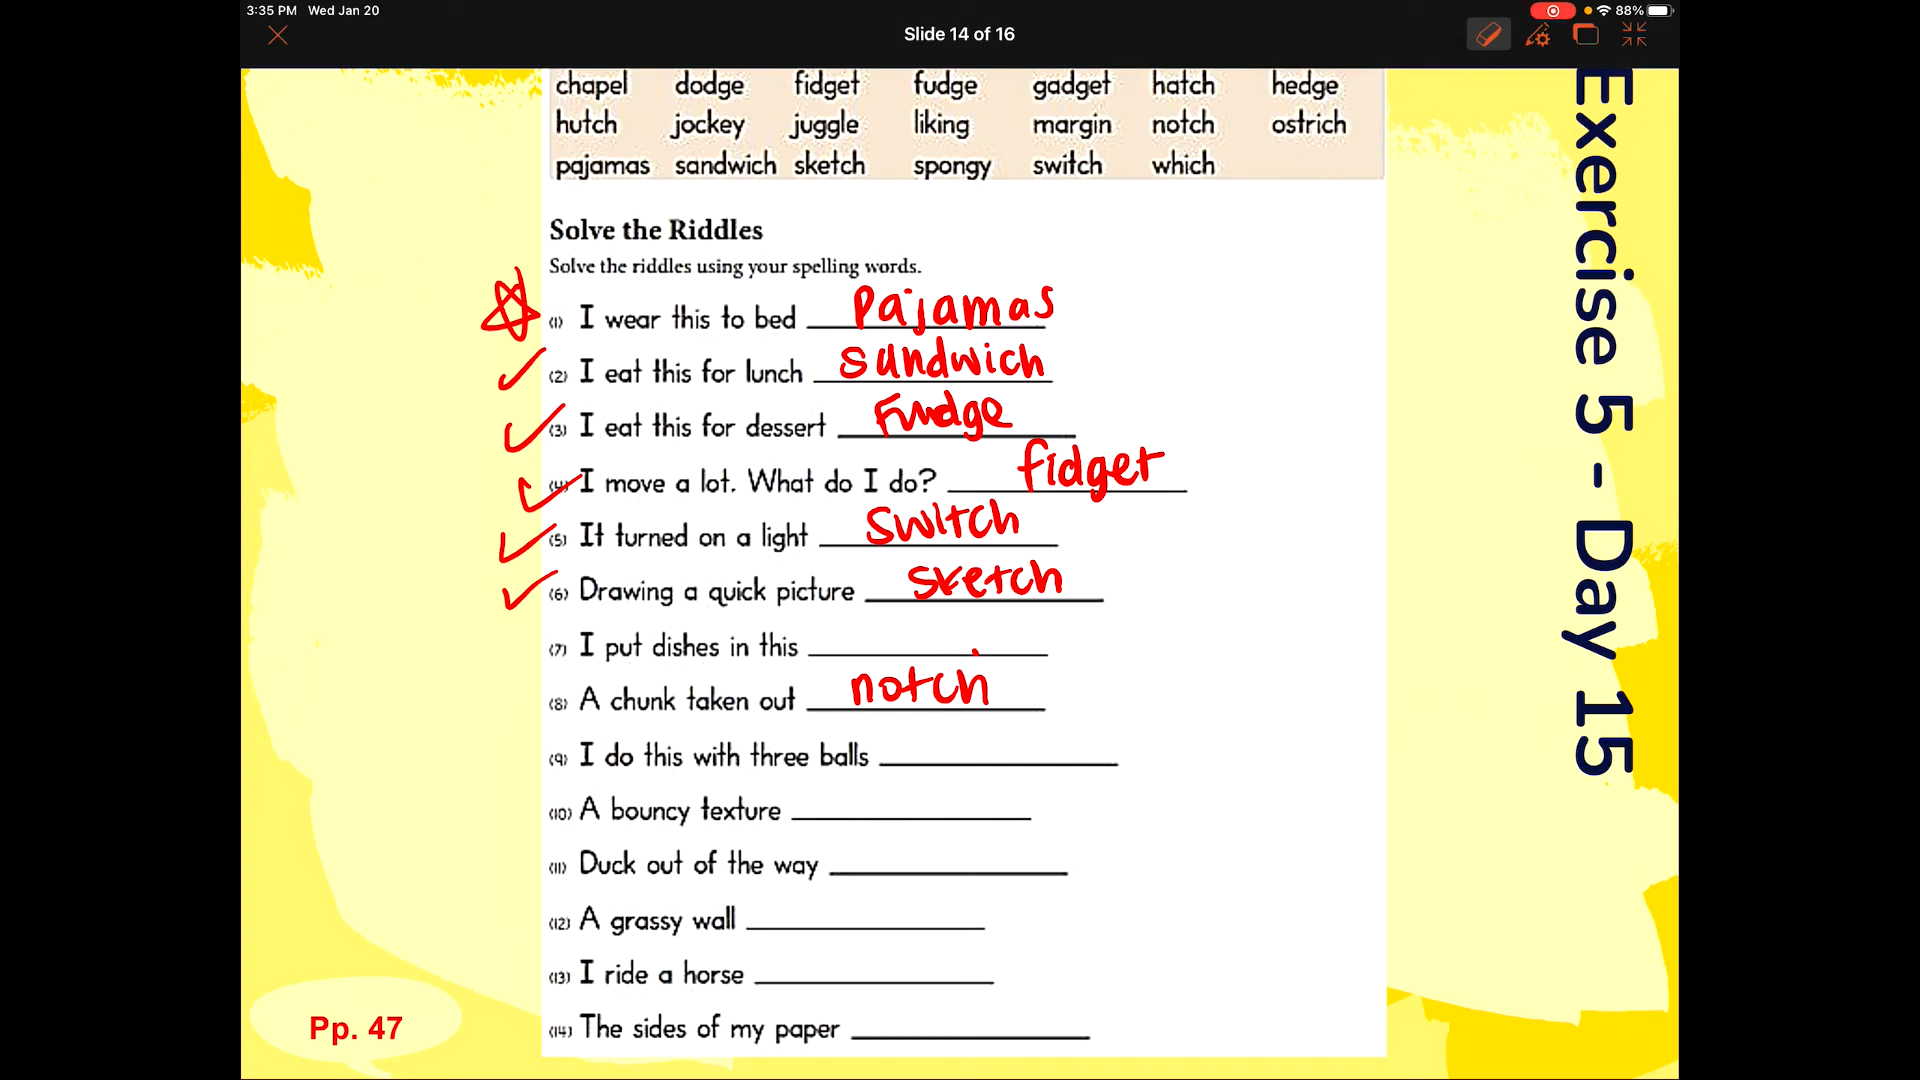 3:35 PM Wed Jan 20
88%
Slide 14 of 16
chapel dodge fidget fudge gadget hatch hedge
hutch jockey juggle liking margin notch ostrich
pajamas sandwich sketch spongy switch which
Solve the Riddles
Solve the riddles using your spelling words.
(1) I wear this to bed pajamas
(2) I eat this for lunch sandwich
(3) I eat this for dessert Fudge
(4) I move a lot. What do I do? fidget
(5) It turned on a light switch
(6) Drawing a quick picture sketch
(7) I put dishes in this
(8) A chunk taken out notch
(9) I do this with three balls
(10) A bouncy texture
(11) Duck out of the way
(12) A grassy wall
(13) I ride a horse
(14) The sides of my paper
Pp. 47
Exercise 5 - Day 15